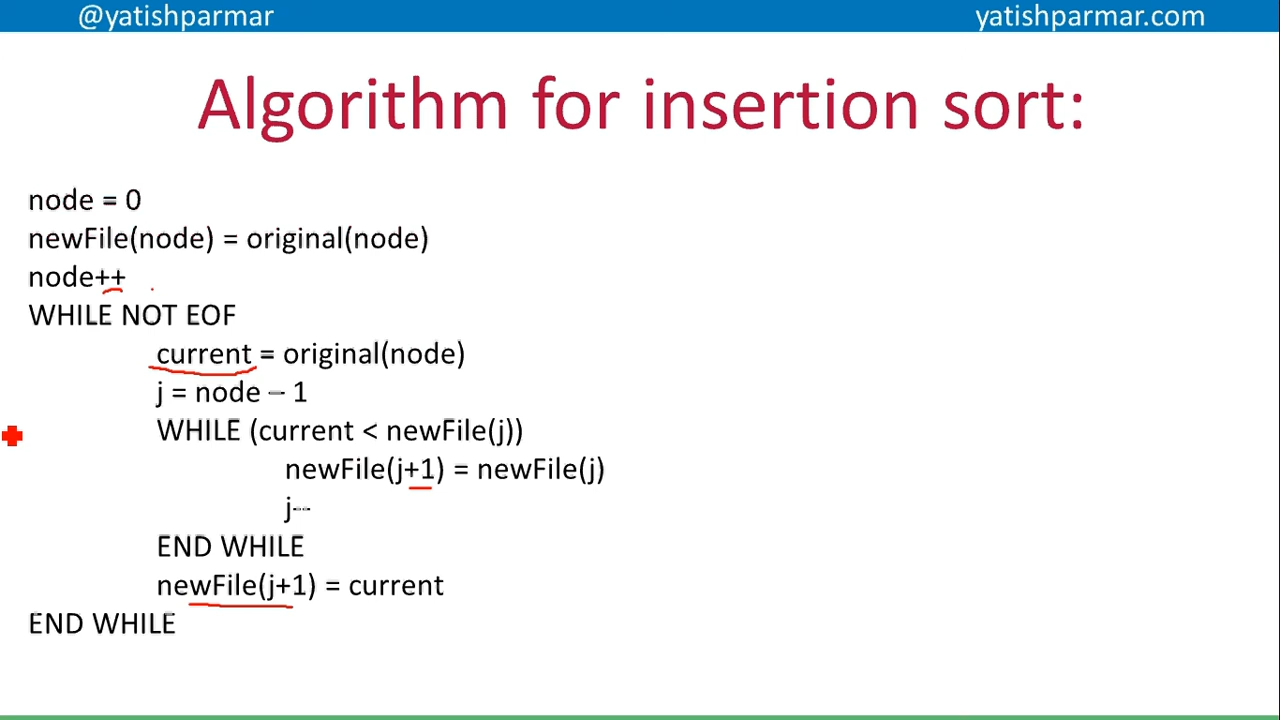 @yatishparmar
yatishparmar.com
Algorithm for insertion sort:
node = 0
newFile(node) = original(node)
node++
WHILE NOT EOF
current = original(node)
j = node – 1
WHILE (current < newFile(j))
newFile(j+1) = newFile(j)
j--
END WHILE
newFile(j+1) = current
END WHILE